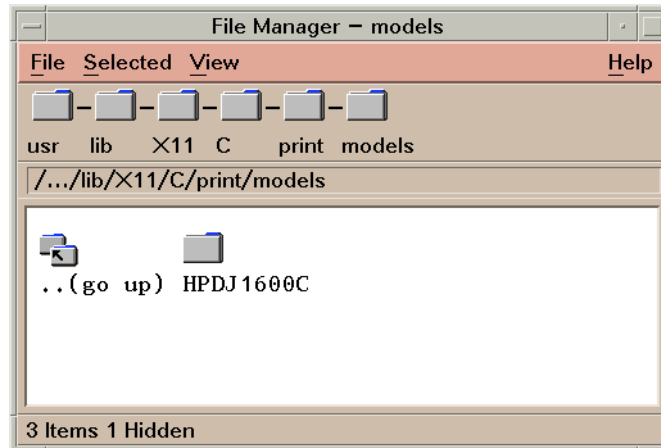 File Manager – models
File Selected View Help
usr lib X11 C print models
/.../lib/X11/C/print/models
..(go up) HPDJ1600C
3 Items 1 Hidden